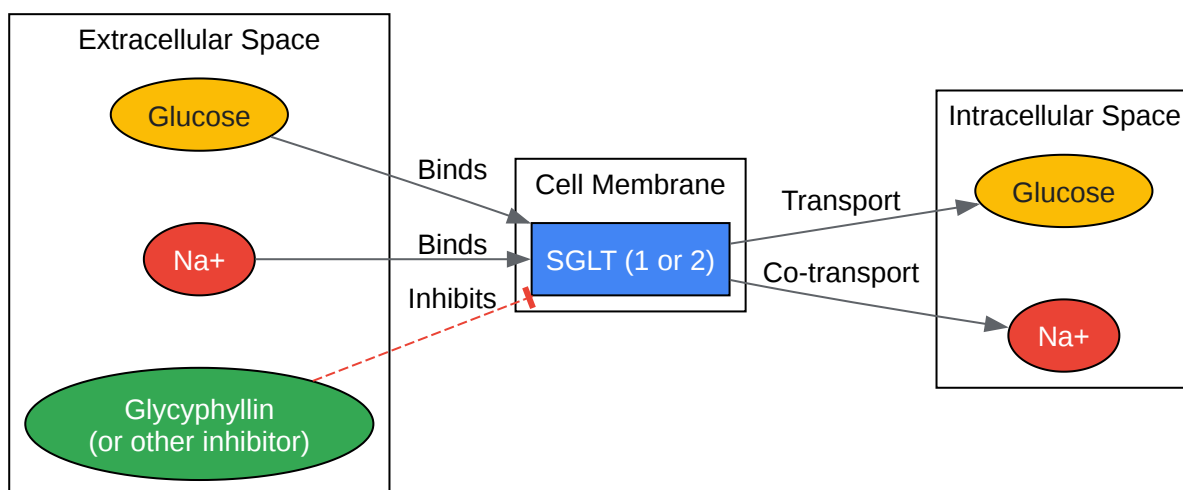 Extracellular Space
Glucose
Na+
Glycyphyllin
(or other inhibitor)
Binds
Binds
Inhibits
Cell Membrane
SGLT (1 or 2)
Transport
Co-transport
Intracellular Space
Glucose
Na+